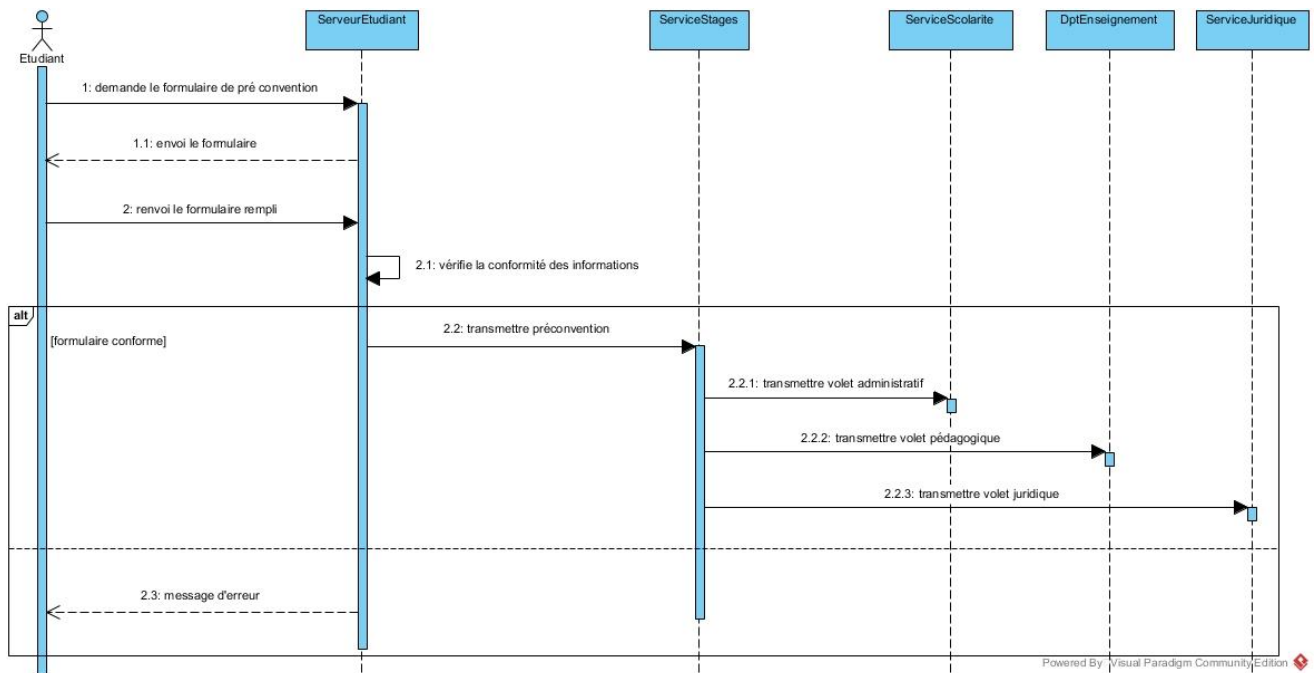 ServeurEtudiant
ServiceStages
ServiceScolarite
DptEnseignement
ServiceJuridique
Etudiant
1: demande le formulaire de pré convention
1.1: envoi le formulaire
2: renvoi le formulaire rempli
2.1: vérifie la conformité des informations
alt
[formulaire conforme]
2.2: transmettre préconvention
2.2.1: transmettre volet administratif
2.2.2: transmettre volet pédagogique
2.2.3: transmettre volet juridique
2.3: message d'erreur
Powered By Visual Paradigm Community Edition